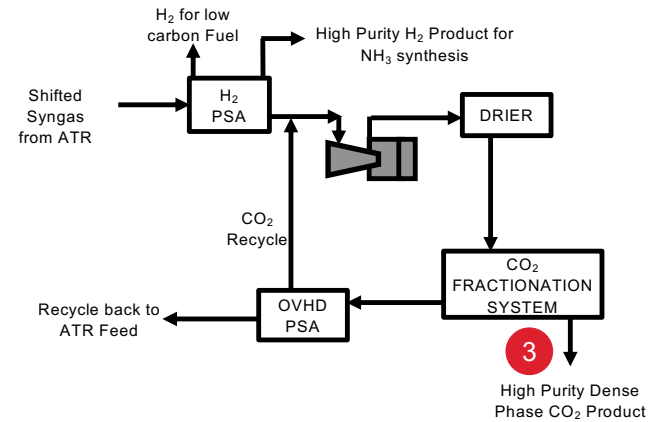 H₂ for low
carbon Fuel
High Purity H₂ Product for
NH₃ synthesis
Shifted
Syngas
from ATR
H₂
PSA
DRIER
CO₂
Recycle
CO₂
FRACTIONATION
SYSTEM
Recycle back to
ATR Feed
OVHD
PSA
3
High Purity Dense
Phase CO₂ Product